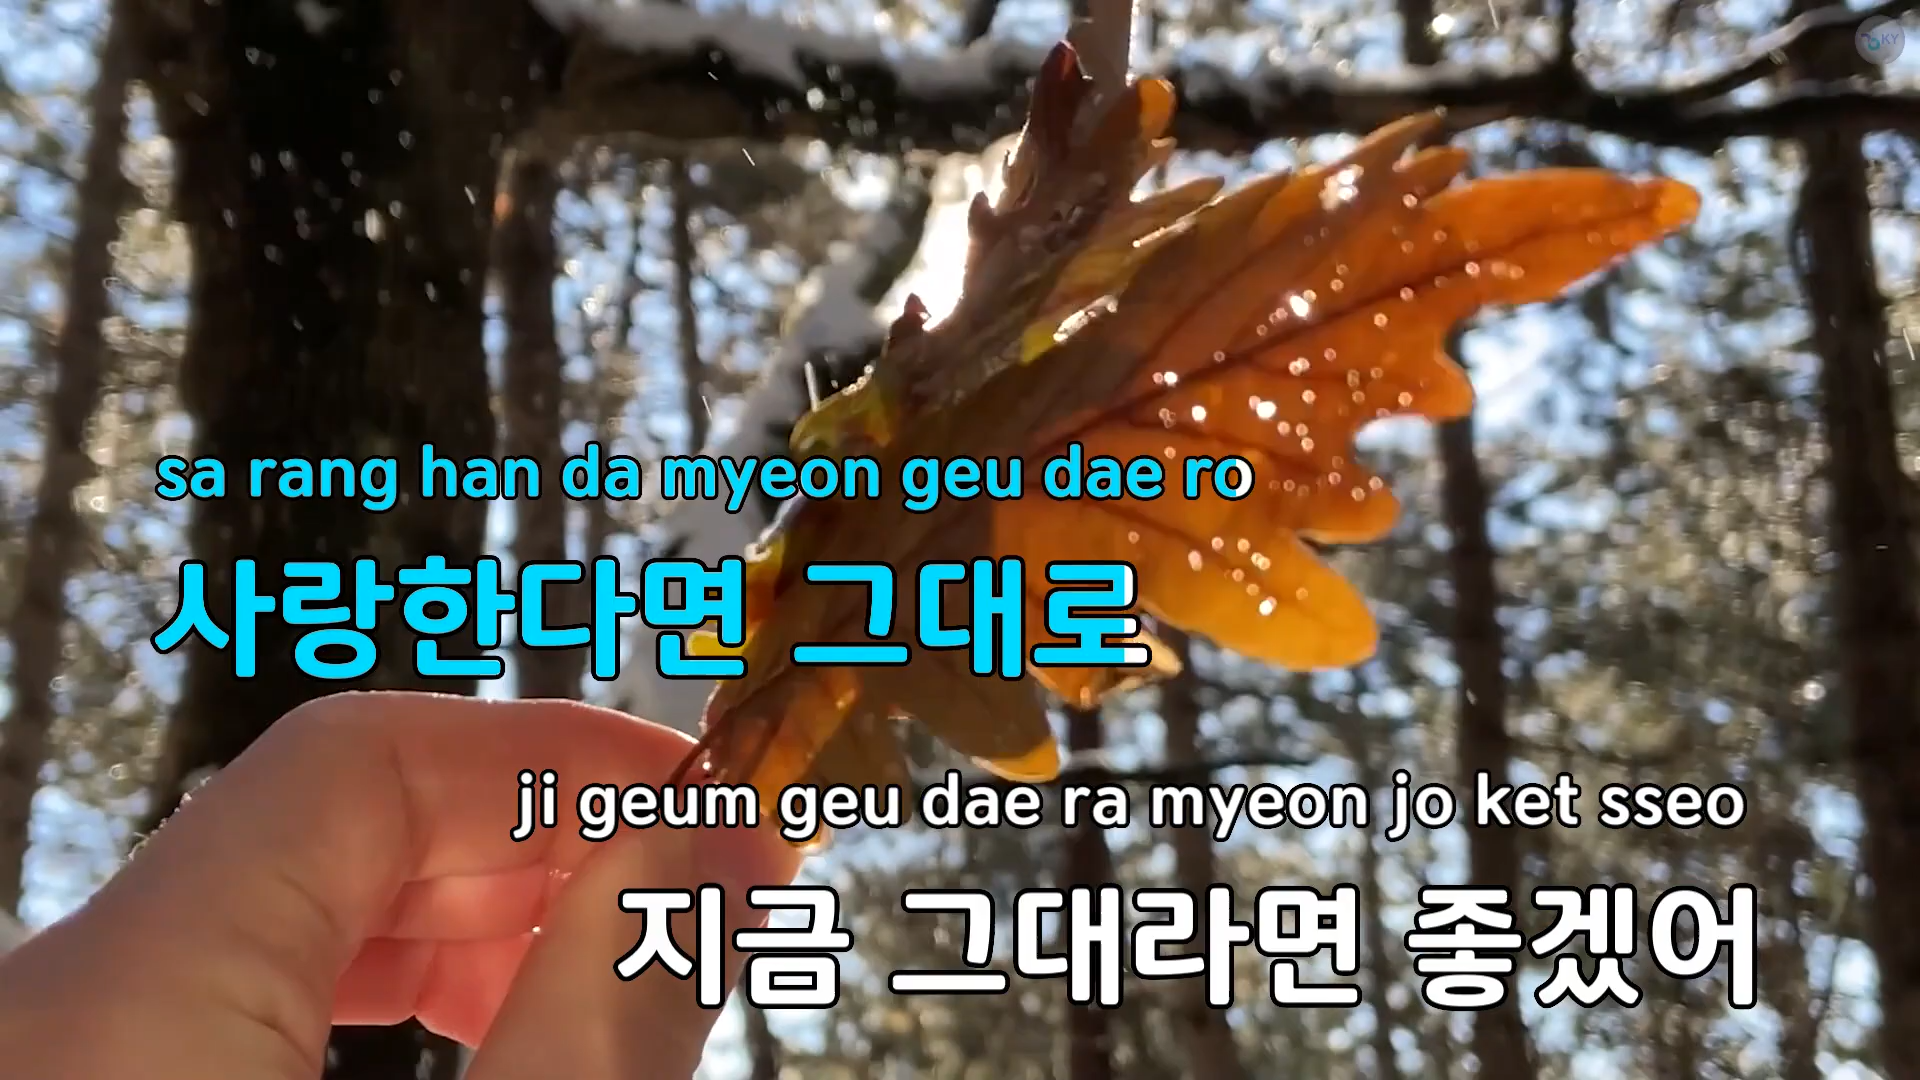 KY
sa rang han da myeon geu dae ro
사랑한다면 그대로
ji geum geu dae ra myeon jo ket sseo
지금 그대라면 좋겠어